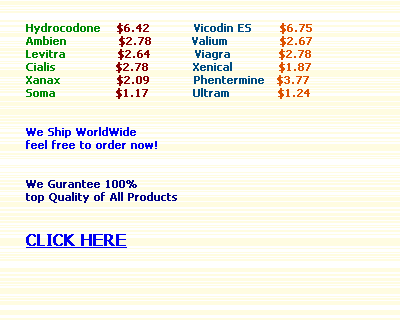 Hydrocodone $6.42 Vicodin ES $6.75
Ambien $2.78 Valium $2.67
Levitra $2.64 Viagra $2.78
Cialis $2.78 Xenical $1.87
Xanax $2.09 Phentermine $3.77
Soma $1.17 Ultram $1.24
We Ship WorldWide
feel free to order now!
We Gurantee 100%
top Quality of All Products
CLICK HERE